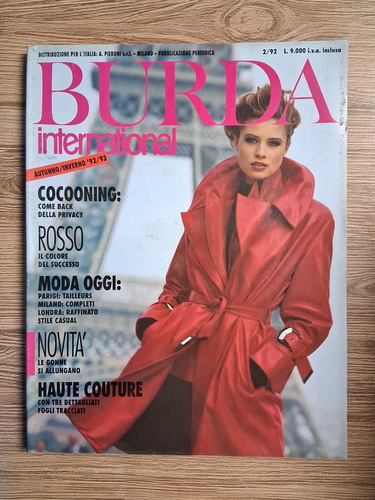 DISTRIBUZIONE PER L'ITALIA: A. PIERONI s.r.l. - MILANO - PUBBLICAZIONE PERIODICA
2/92 L. 9.000 i.v.a. inclusa
BURDA
international
AUTUNNO/INVERNO '92/93
COCOONING:
COME BACK
DELLA PRIVACY
ROSSO
IL COLORE
DEL SUCCESSO
MODA OGGI:
PARIGI: TAILLEURS
MILANO: COMPLETI
LONDRA: RAFFINATO
STILE CASUAL
NOVITA'
LE GONNE
SI ALLUNGANO
HAUTE COUTURE
CON TRE DETTAGLIATI
FOGLI TRACCIATI